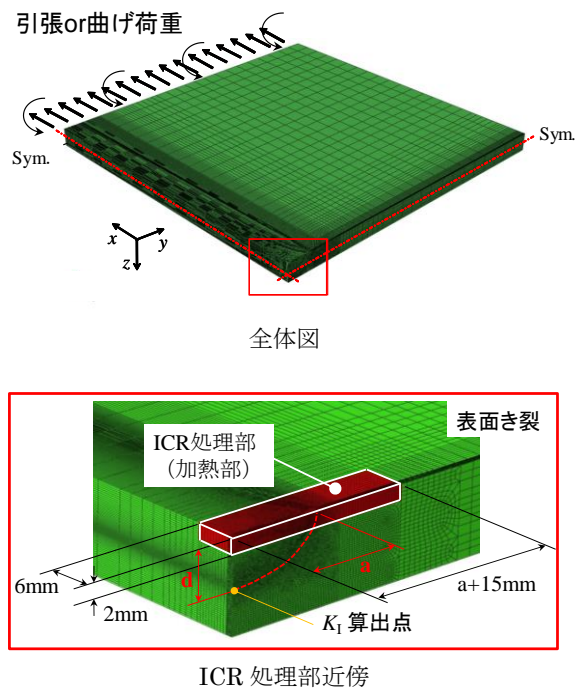 引張or曲げ荷重
Sym.
Sym.
x
y
z
全体図
表面き裂
ICR処理部
（加熱部）
d
a
6mm
2mm
a+15mm
KI 算出点
ICR 処理部近傍